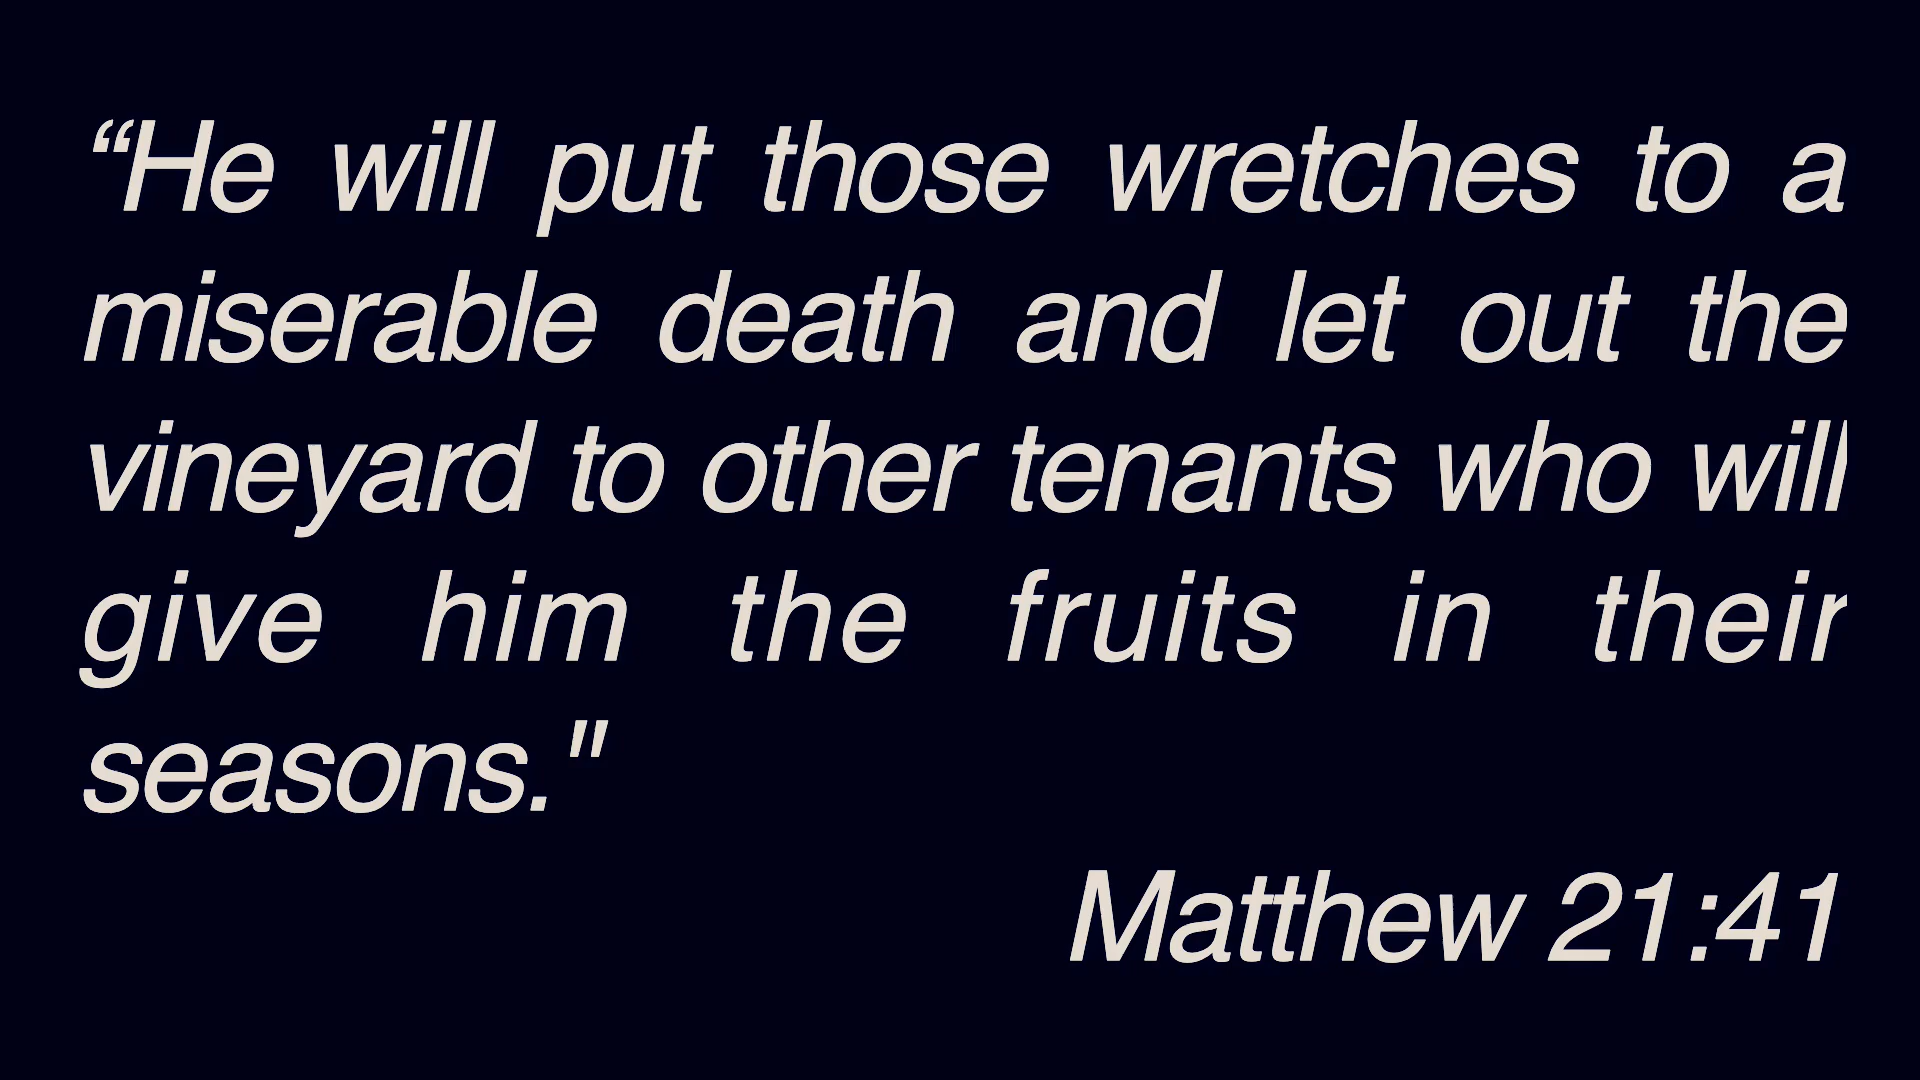 “He will put those wretches to a
miserable death and let out the
vineyard to other tenants who will
give him the fruits in their
seasons."
Matthew 21:41